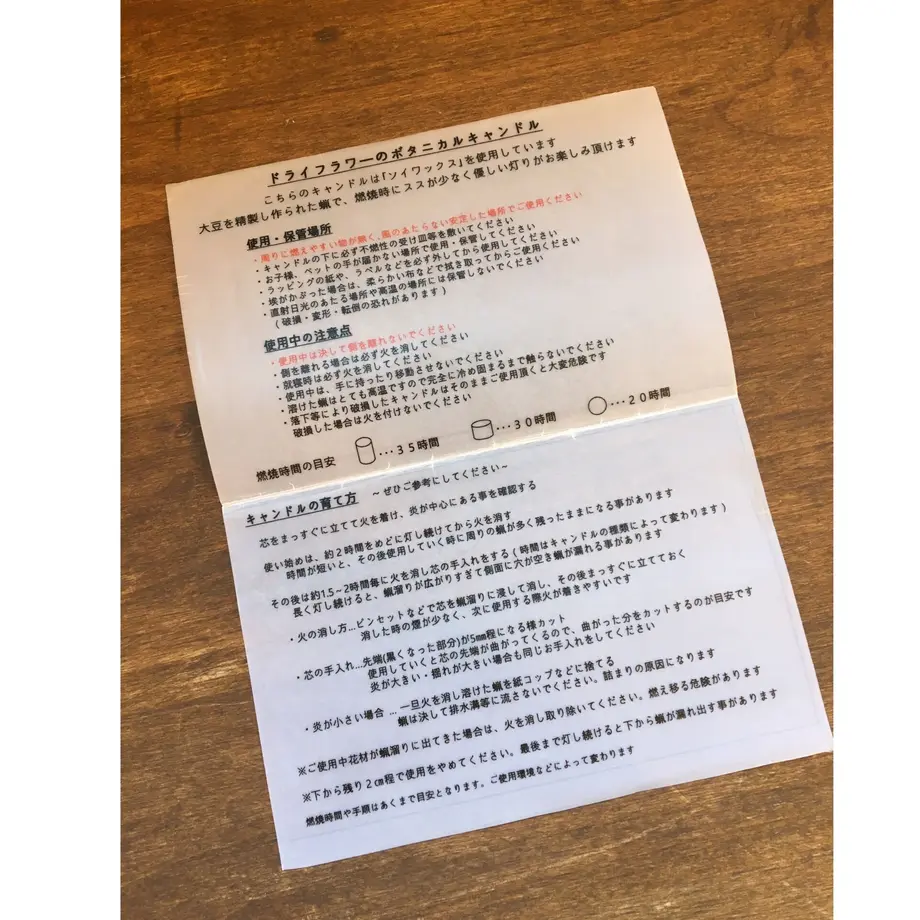 ドライフラワーのボタニカルキャンドル
こちらのキャンドルは｢ソイワックス｣を使用しています
大豆を精製し作られた蝋で、燃焼時にススが少なく優しい灯りがお楽しみ頂けます
使用・保管場所
・周りに燃えやすい物が無く、風のあたらない安定した場所でご使用ください
・キャンドルの下に必ず不燃性の受け皿等を敷いてください
・お子様、ペットの手が届かない場所で使用・保管してください
・ラッピングの紙や、ラベルなどを必ず外してから使用してください
・埃がかぶった場合は、柔らかい布などで拭き取ってからご使用ください
・直射日光のあたる場所や高温の場所には保管しないでください
(破損・変形・転倒の恐れがあります)
使用中の注意点
・使用中は決して側を離れないでください
・側を離れる場合は必ず火を消してください
・就寝時は必ず火を消してください
・使用中は、手に持ったり移動させないでください
・溶けた蝋はとても高温ですので完全に冷め固まるまで触らないでください
・落下等により破損したキャンドルはそのままご使用頂くと大変危険です
破損した場合は火を付けないでください
燃焼時間の目安 …35時間 …30時間 …20時間
キャンドルの育て方 ～ぜひご参考にしてください～
芯をまっすぐに立てて火を着け、炎が中心にある事を確認する
使い始めは、約2時間をめどに灯し続けてから火を消す
時間が短いと、その後使用していく時に周りの蝋が多く残ったままになる事があります
その後は約1.5～2時間毎に火を消し芯の手入れをする(時間はキャンドルの種類によって変わります)
長く灯し続けると、蝋溜りが広がりすぎて側面に穴が空き蝋が漏れる事があります
・火の消し方…ピンセットなどで芯を蝋溜りに浸して消し、その後まっすぐに立てておく
消した時の煙が少なく、次に使用する際火が着きやすいです
・芯の手入れ…先端(黒くなった部分)が5㎜程になる様カット
使用していくと芯の先端が曲がってくるので、曲がった分をカットするのが目安です
炎が大きい・揺れが大きい場合も同じお手入れをしてください
・炎が小さい場合 …一旦火を消し溶けた蝋を紙コップなどに捨てる
蝋は決して排水溝等に流さないでください。詰まりの原因になります
※ご使用中花材が蝋溜りに出てきた場合は、火を消し取り除いてください。燃え移る危険があります
※下から残り2㎝程で使用をやめてください。最後まで灯し続けると下から蝋が漏れ出す事があります
燃焼時間や手順はあくまで目安となります。ご使用環境などによって変わります